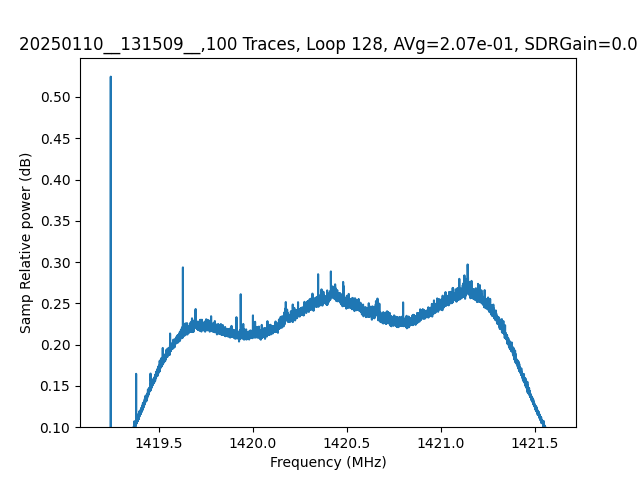 20250110__131509__,100 Traces, Loop 128, AVg=2.07e-01, SDRGain=0.0
Samp Relative power (dB)
0.50
0.45
0.40
0.35
0.30
0.25
0.20
0.15
0.10
1419.5 1420.0 1420.5 1421.0 1421.5
Frequency (MHz)